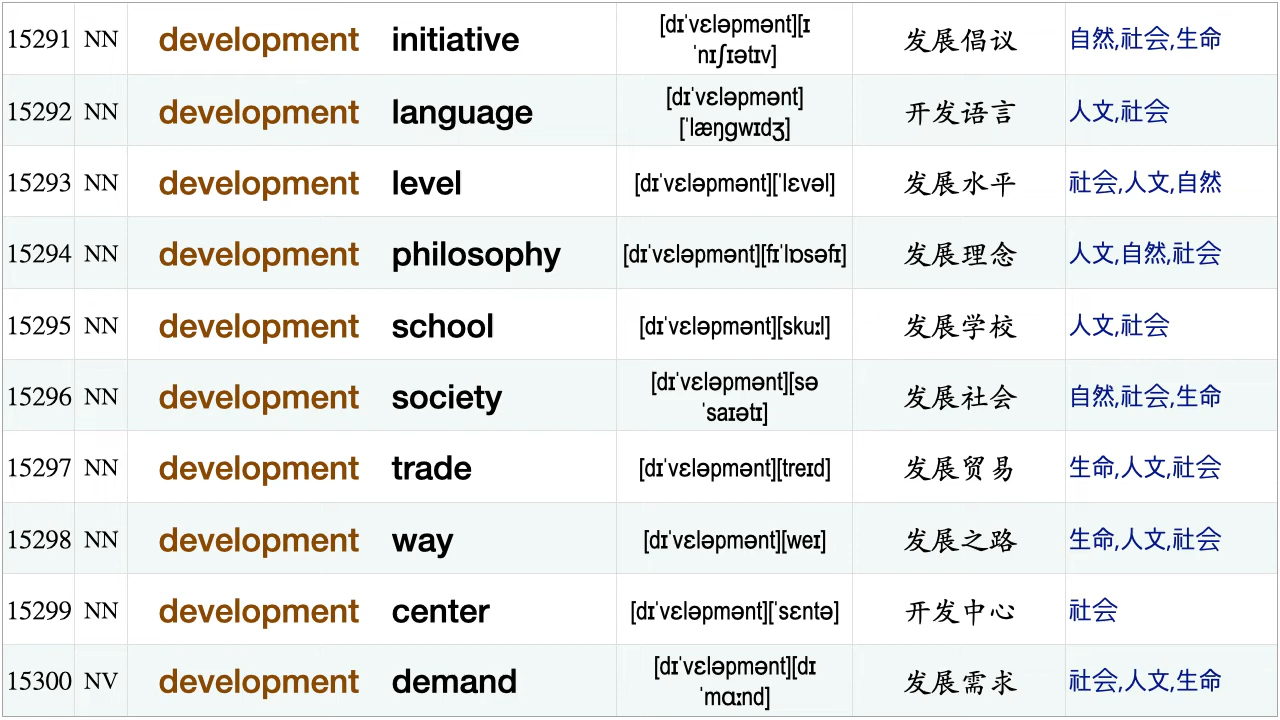 15291 NN development initiative [dɪˈvɛləpmənt][ɪˈnɪʃɪətɪv] 发展倡议 自然,社会,生命
15292 NN development language [dɪˈvɛləpmənt][ˈlæŋɡwɪdʒ] 开发语言 人文,社会
15293 NN development level [dɪˈvɛləpmənt][ˈlɛvəl] 发展水平 社会,人文,自然
15294 NN development philosophy [dɪˈvɛləpmənt][fɪˈlɒsəfɪ] 发展理念 人文,自然,社会
15295 NN development school [dɪˈvɛləpmənt][skuːl] 发展学校 人文,社会
15296 NN development society [dɪˈvɛləpmənt][səˈsaɪətɪ] 发展社会 自然,社会,生命
15297 NN development trade [dɪˈvɛləpmənt][treɪd] 发展贸易 生命,人文,社会
15298 NN development way [dɪˈvɛləpmənt][weɪ] 发展之路 生命,人文,社会
15299 NN development center [dɪˈvɛləpmənt][ˈsɛntə] 开发中心 社会
15300 NV development demand [dɪˈvɛləpmənt][dɪˈmɑːnd] 发展需求 社会,人文,生命